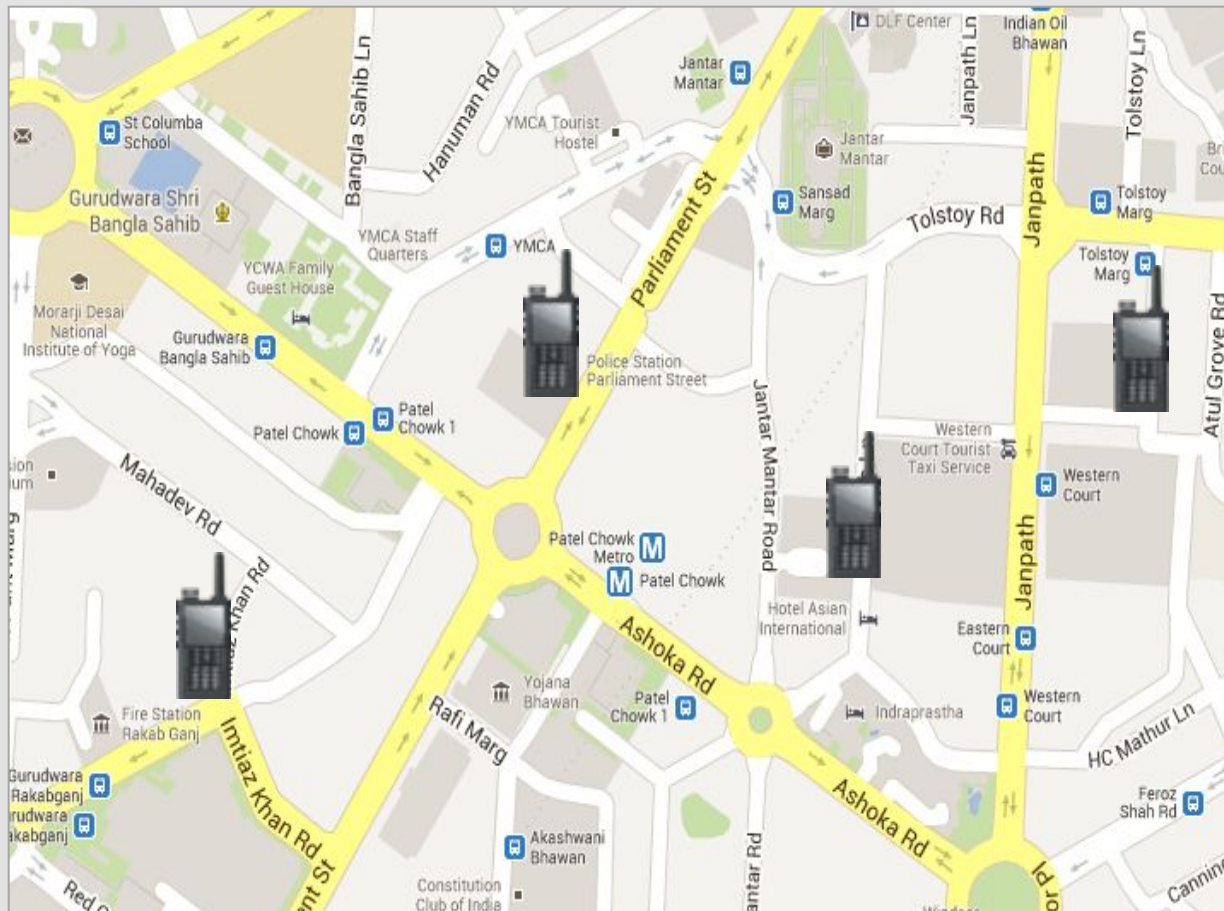 DLF Center
Janpath Ln
Indian Oil
Bhawan
Tolstoy Ln
Bangla Sahib Ln
Hanuman Rd
Jantar
Mantar
St Columba
School
YMCA Tourist
Hostel
Jantar
Mantar
Gurudwara Shri
Bangla Sahib
Sansad
Marg
Tolstoy Rd
Janpath
Tolstoy
Marg
YMCA Staff
Quarters
YMCA
Parliament St
Tolstoy
Marg
YCWA Family
Guest House
Morarji Desai
National
Institute of Yoga
Gurudwara
Bangla Sahib
Police Station
Parliament Street
Atul Grove Rd
Patel Chowk
Patel
Chowk 1
Jantar Mantar Road
Western
Court Tourist
Taxi Service
Western
Court
Mahadev Rd
Patel Chowk
Metro
M
M
Patel Chowk
Janpath
Khan Rd
Hotel Asian
International
Ashoka Rd
Eastern
Court
Yojana
Bhawan
Patel
Chowk 1
Indraprastha
Western
Court
Fire Station
Rakab Ganj
Imtiaz Khan Rd
Rafi Marg
HC Mathur Ln
Gurudwara
Rakabganj
Ashoka Rd
Feroz
Shah Rd
Akashwani
Bhawan
Constitution
Club of India